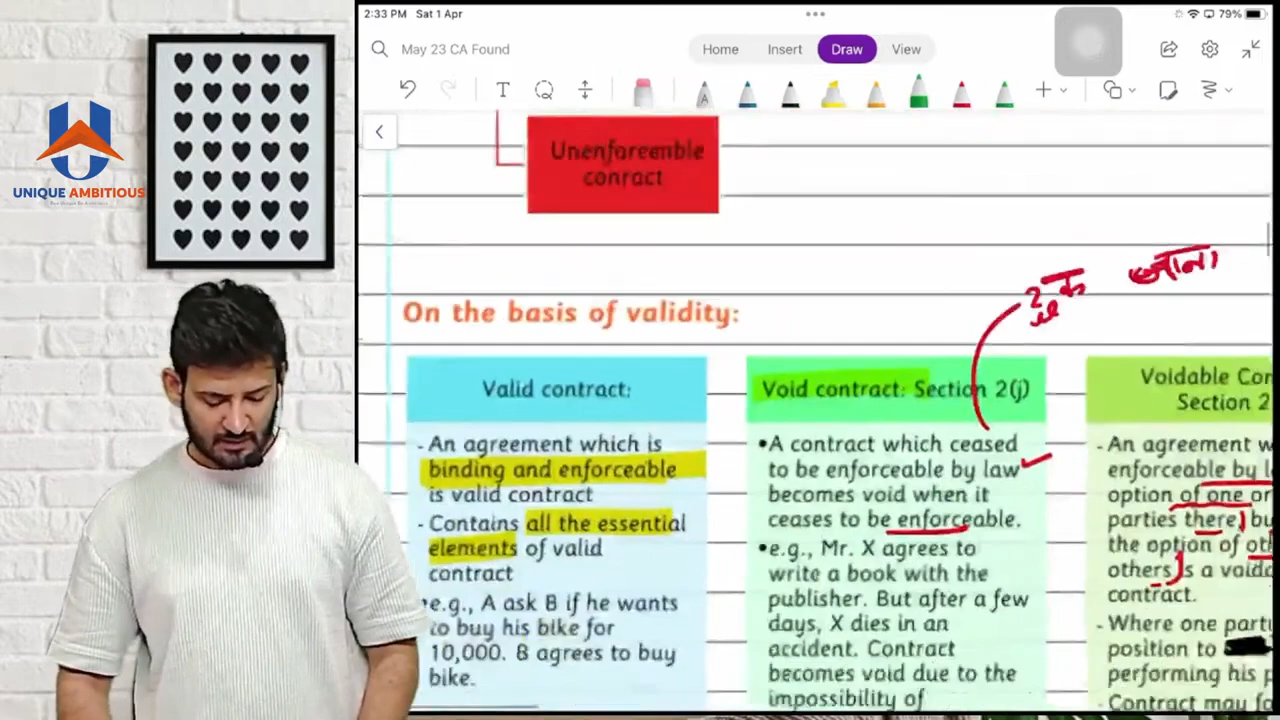 2:33 PM Sat 1 Apr
79%
May 23 CA Found
Home
Insert
Draw
View
UNIQUE AMBITIOUS
Unenfareemble
conract
On the basis of validity:
Valid contract:
- An agreement which is
binding and enforceable
is valid contract
- Contains all the essential
elements of valid
contract
e.g., A ask B if he wants
to buy his bike for
10,000. B agrees to buy
bike.
Void contract: Section 2(j)
•A contract which ceased
to be enforceable by law
becomes void when it
ceases to be enforceable.
•e.g., Mr. X agrees to
write a book with the
publisher. But after a few
days, X dies in an
accident. Contract
becomes void due to the
impossibility of
Voidable Con
Section 2
- An agreement w
enforceable by l
option of one or
parties there, bu
the option of oth
others is a voida
contract.
- Where one party
position to
performing his p
- Contract may fo